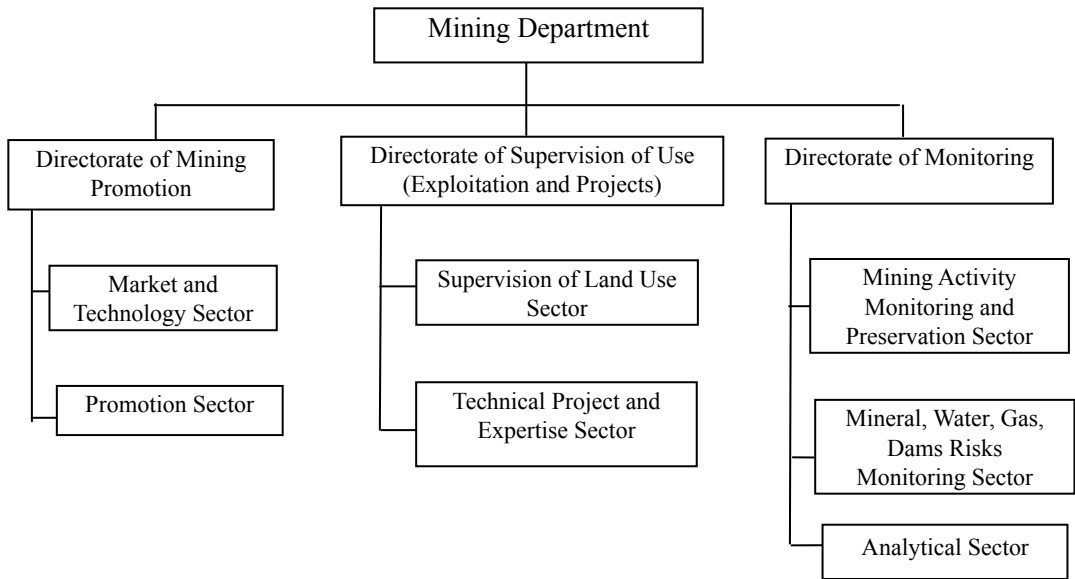 Mining Department
Directorate of Mining
Promotion
Directorate of Supervision of Use
(Exploitation and Projects)
Directorate of Monitoring
Market and
Technology Sector
Promotion Sector
Supervision of Land Use
Sector
Technical Project and
Expertise Sector
Mining Activity
Monitoring and
Preservation Sector
Mineral, Water, Gas,
Dams Risks
Monitoring Sector
Analytical Sector